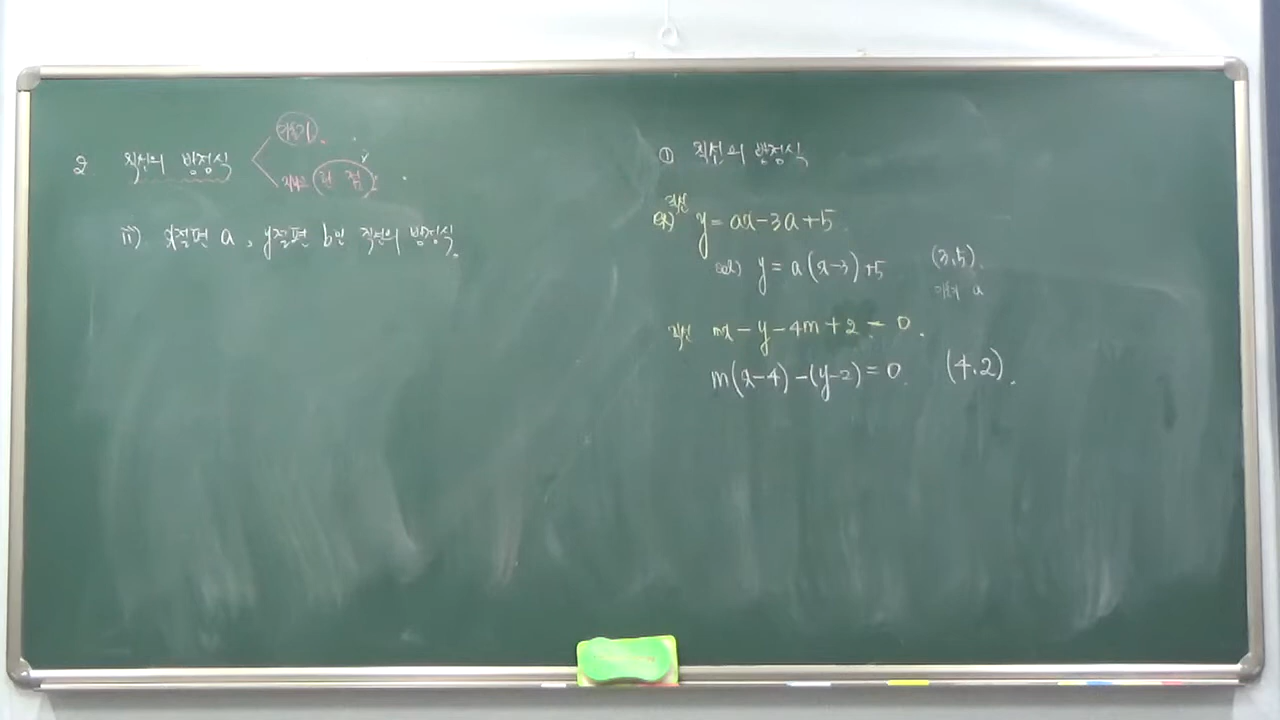 2 직선의 방정식
기울기
지나는 한 점
ii) x절편 a, y절편 b인 직선의 방정식.
① 직선의 방정식
직선
ex) y = ax - 3a + 5
sol) y = a(x-3)+5 (3,5).
기울기 a
직선 mx - y - 4m + 2 = 0.
m(x-4) - (y-2) = 0. (4,2).